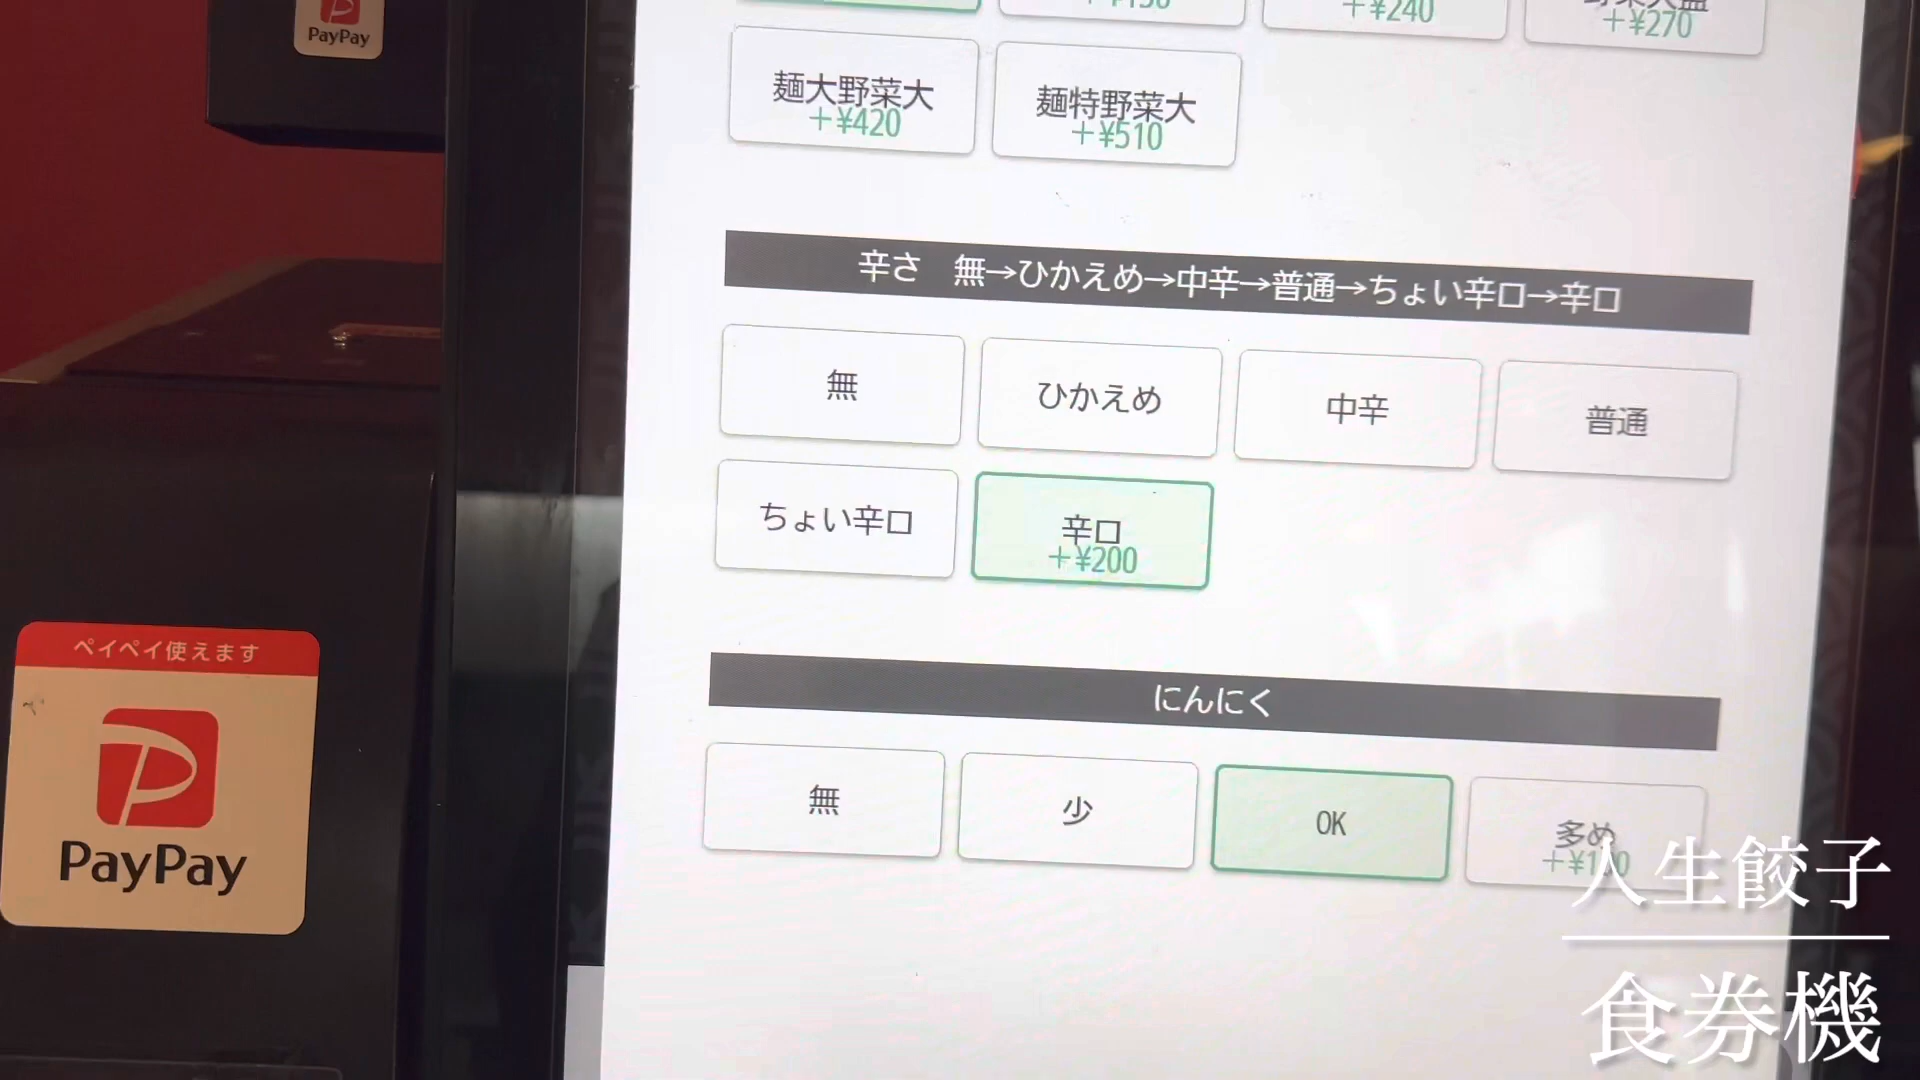 PayPay
+¥240
+¥270
麺大野菜大
+¥420
麺特野菜大
+¥510
辛さ 無→ひかえめ→中辛→普通→ちょい辛口→辛口
無
ひかえめ
中辛
普通
ちょい辛口
辛口
+¥200
にんにく
無
少
OK
多め
ペイペイ使えます
PayPay
人生餃子
食券機